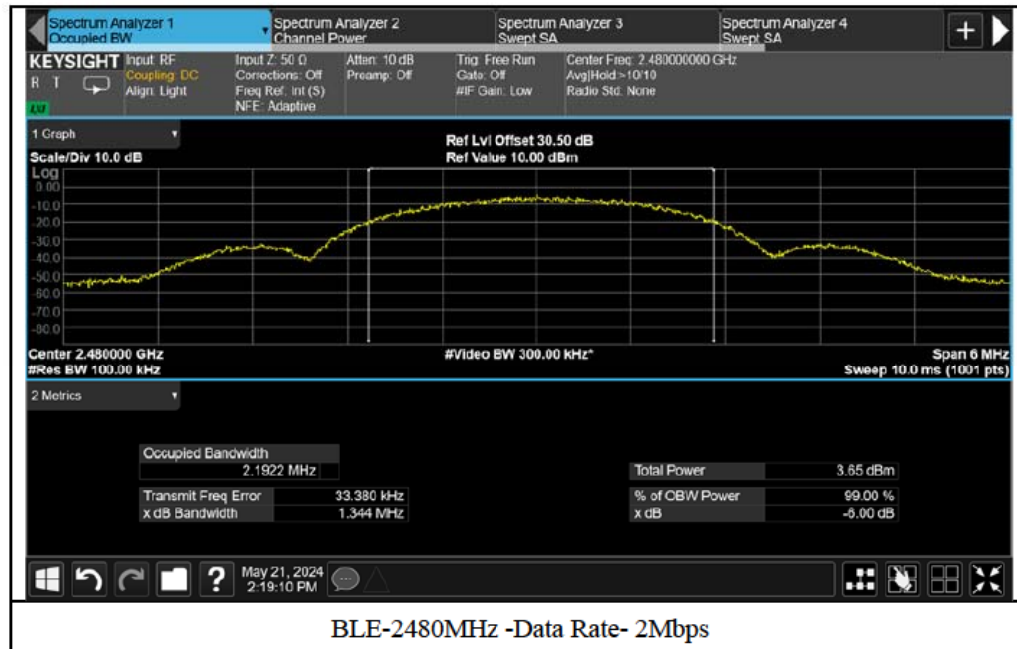 Spectrum Analyzer 1
Occupied BW
Spectrum Analyzer 2
Channel Power
Spectrum Analyzer 3
Swept SA
Spectrum Analyzer 4
Swept SA
KEYSIGHT
R T
Input: RF
Coupling: DC
Align: Light
Input Z: 50 Ω
Corrections: Off
Freq Ref: Int (S)
NFE: Adaptive
Atten: 10 dB
Preamp: Off
Trig: Free Run
Gate: Off
#IF Gain: Low
Center Freq: 2.480000000 GHz
Avg|Hold:>10/10
Radio Std: None
1 Graph
Scale/Div 10.0 dB
Ref Lvl Offset 30.50 dB
Ref Value 10.00 dBm
Log
0.00
-10.0
-20.0
-30.0
-40.0
-50.0
-60.0
-70.0
-80.0
Center 2.480000 GHz
#Res BW 100.00 kHz
#Video BW 300.00 kHz*
Span 6 MHz
Sweep 10.0 ms (1001 pts)
2 Metrics
Occupied Bandwidth
2.1922 MHz
Transmit Freq Error 33.380 kHz
x dB Bandwidth 1.344 MHz
Total Power 3.65 dBm
% of OBW Power 99.00 %
x dB -6.00 dB
May 21, 2024
2:19:10 PM
BLE-2480MHz -Data Rate- 2Mbps